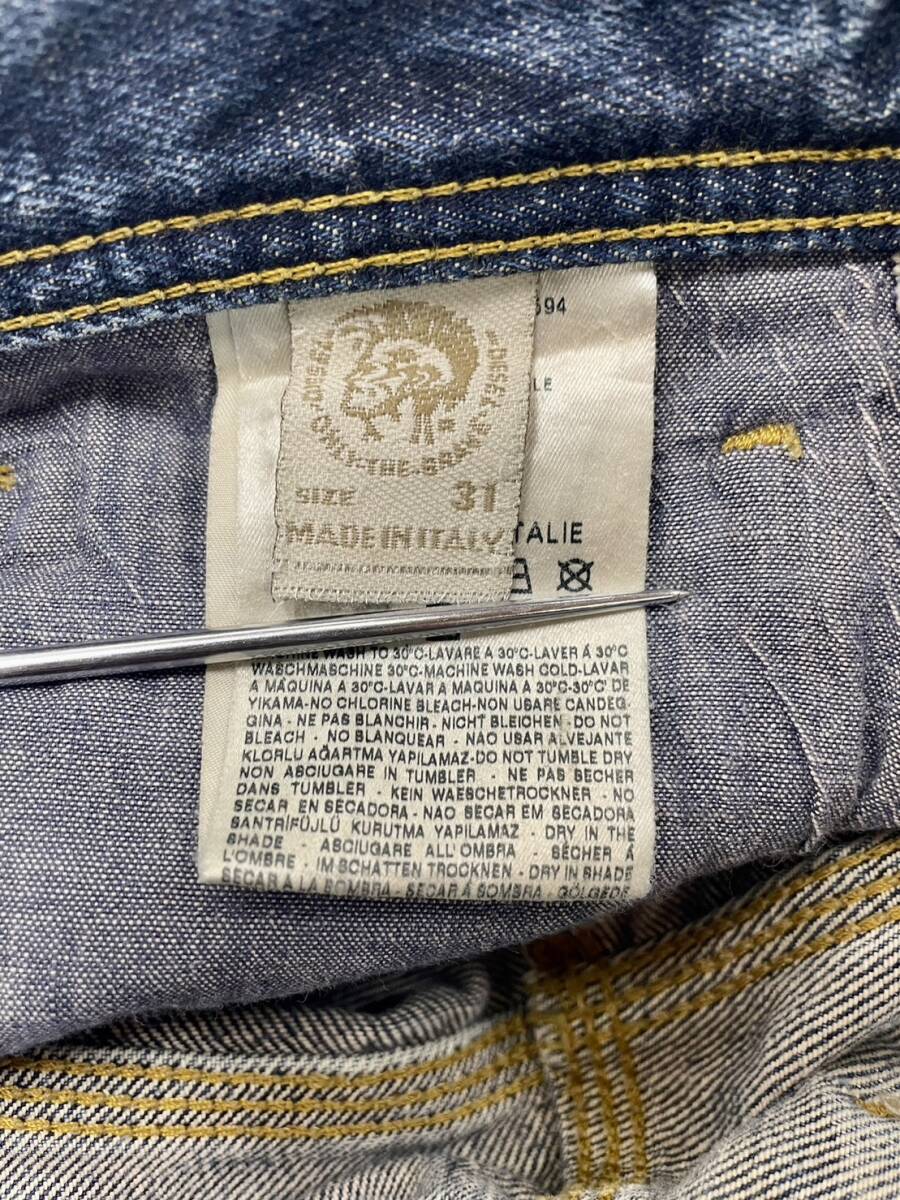 594
LE
DIESEL
ONLY·THE·BRAVE
SIZE 31
MADE IN ITALY
TALIE
WASH TO 30°C-LAVARE A 30°C-LAVER Á 30°C
WASCHMASCHINE 30°C-MACHINE WASH COLD-LAVAR
A MÁQUINA A 30°C-LAVAR A MAQUINA A 30°C-30°C' DE
YIKAMA-NO CHLORINE BLEACH-NON USARE CANDEG-
GINA - NE PAS BLANCHIR - NICHT BLEICHEN - DO NOT
BLEACH - NO BLANQUEAR - NÃO USAR ALVEJANTE
KLORLU AĞARTMA YAPILAMAZ-DO NOT TUMBLE DRY
NON ASCIUGARE IN TUMBLER - NE PAS SECHER
DANS TUMBLER - KEIN WAESCHETROCKNER - NO
SECAR EN SECADORA - NAO SECAR EM SECADORA
SANTRİFÜJLÜ KURUTMA YAPILAMAZ - DRY IN THE
SHADE - ASCIUGARE ALL'OMBRA - SÉCHER Á
L'OMBRE - IM SCHATTEN TROCKNEN - DRY IN SHADE
SECAR A LA SOMBRA - SECAR Á SOMBRA - GÖLGEDE